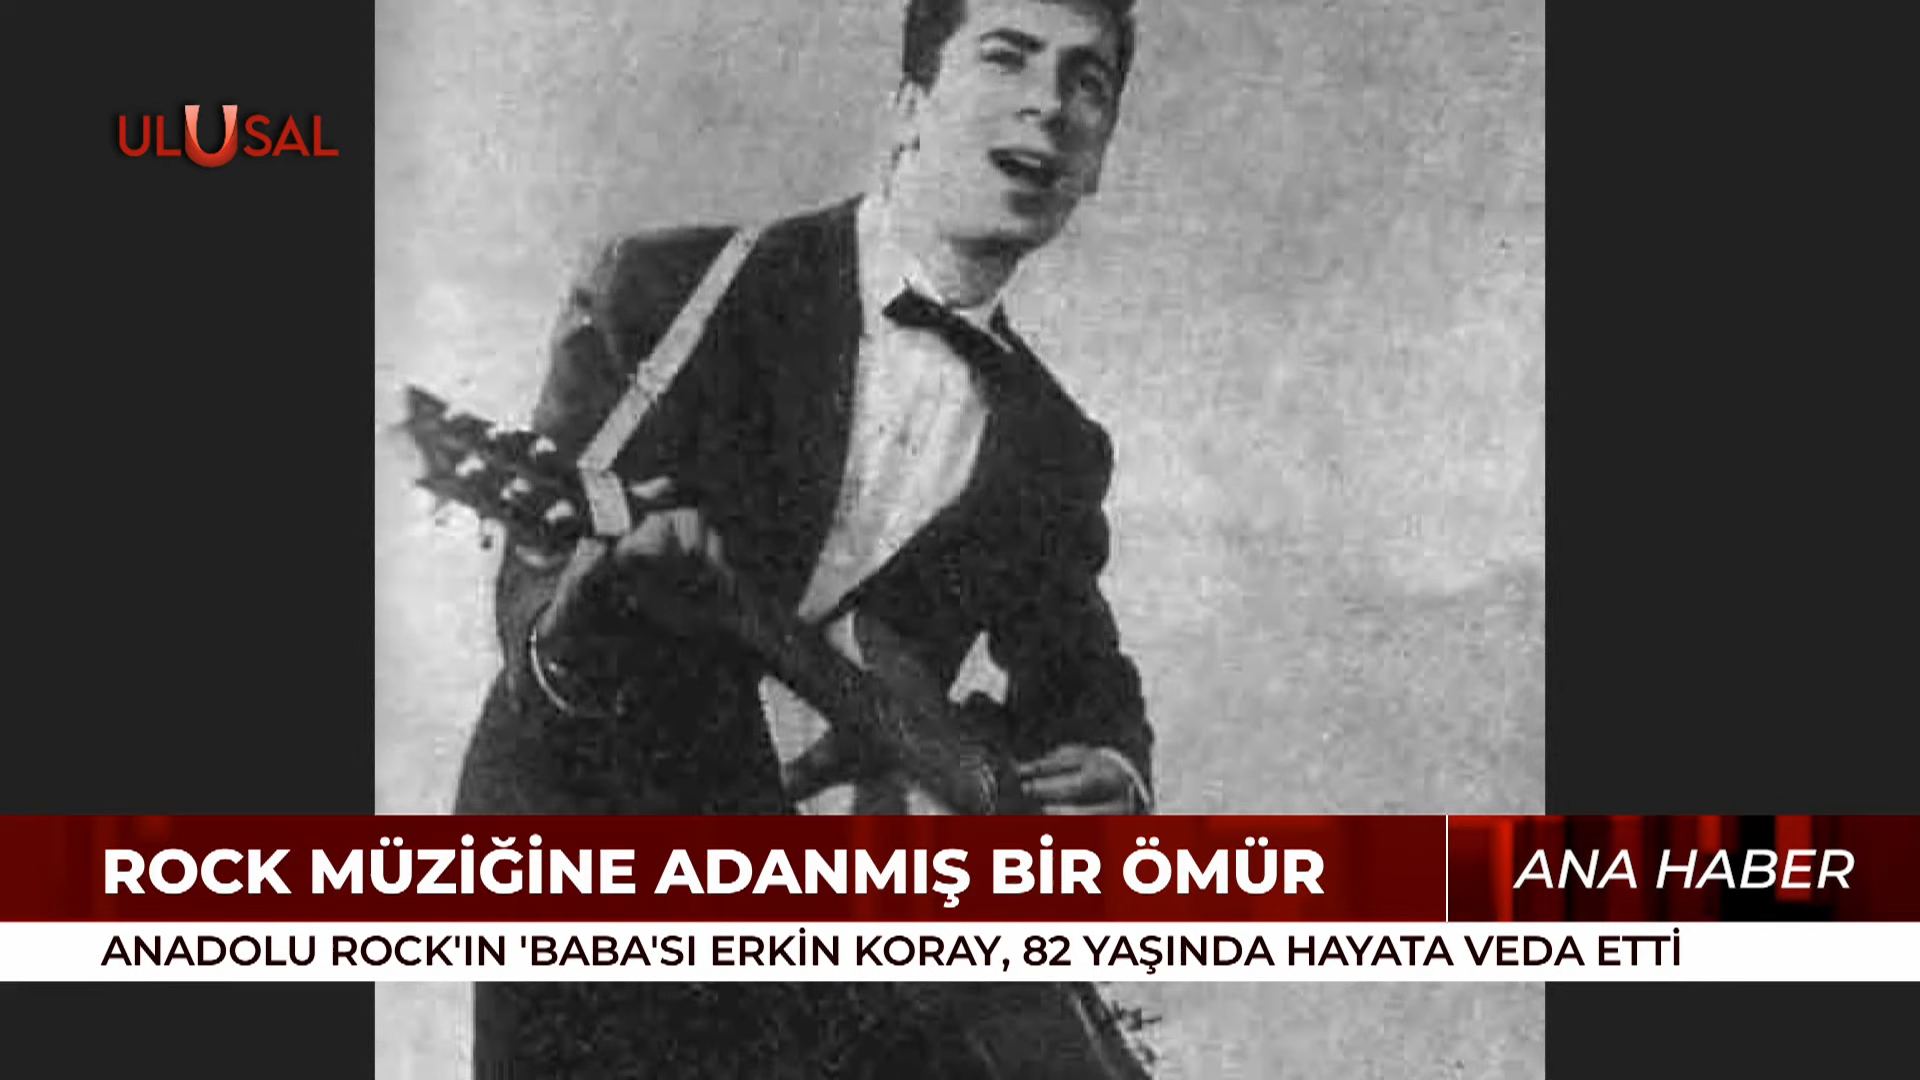 ULUSAL
ROCK MÜZİĞİNE ADANMIŞ BİR ÖMÜR
ANA HABER
ANADOLU ROCK'IN 'BABA'SI ERKİN KORAY, 82 YAŞINDA HAYATA VEDA ETTİ